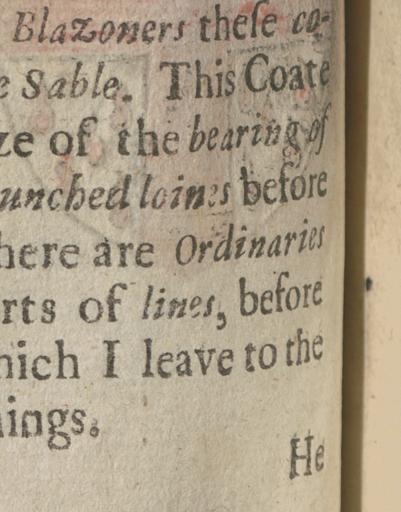 Blazoners theſe co-
e Sable. This Coate
ze of the bearing of
unched loines before
here are Ordinaries
rts of lines, before
hich I leave to the
hings.
He